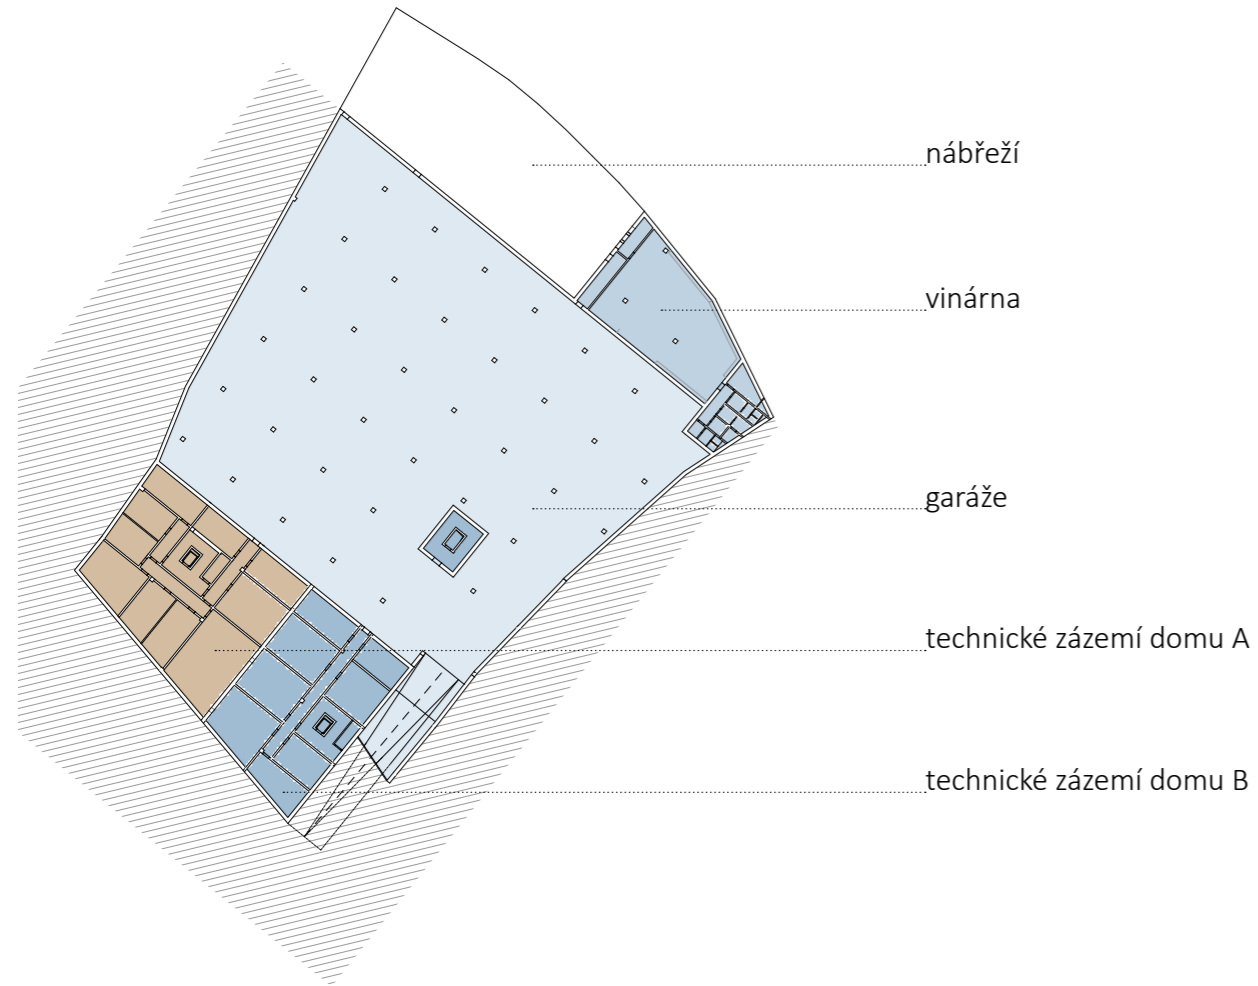 nábřeží
vinárna
garáže
technické zázemí domu A
technické zázemí domu B